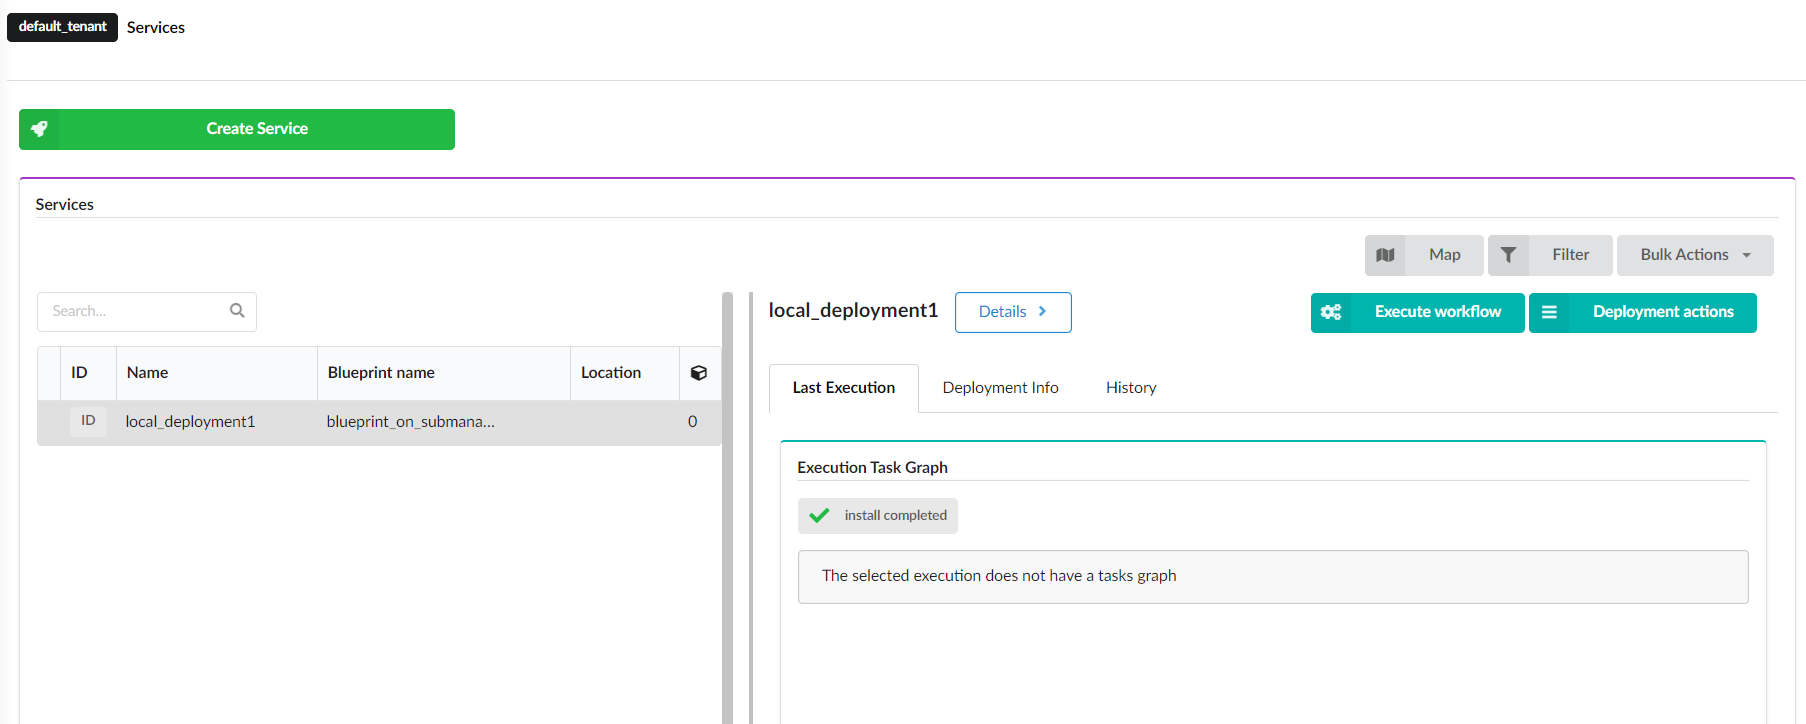 default_tenant Services
Create Service
Services
Map Filter Bulk Actions
Search...
local_deployment1 Details Execute workflow Deployment actions
ID Name Blueprint name Location
ID local_deployment1 blueprint_on_submana... 0
Last Execution Deployment Info History
Execution Task Graph
install completed
The selected execution does not have a tasks graph